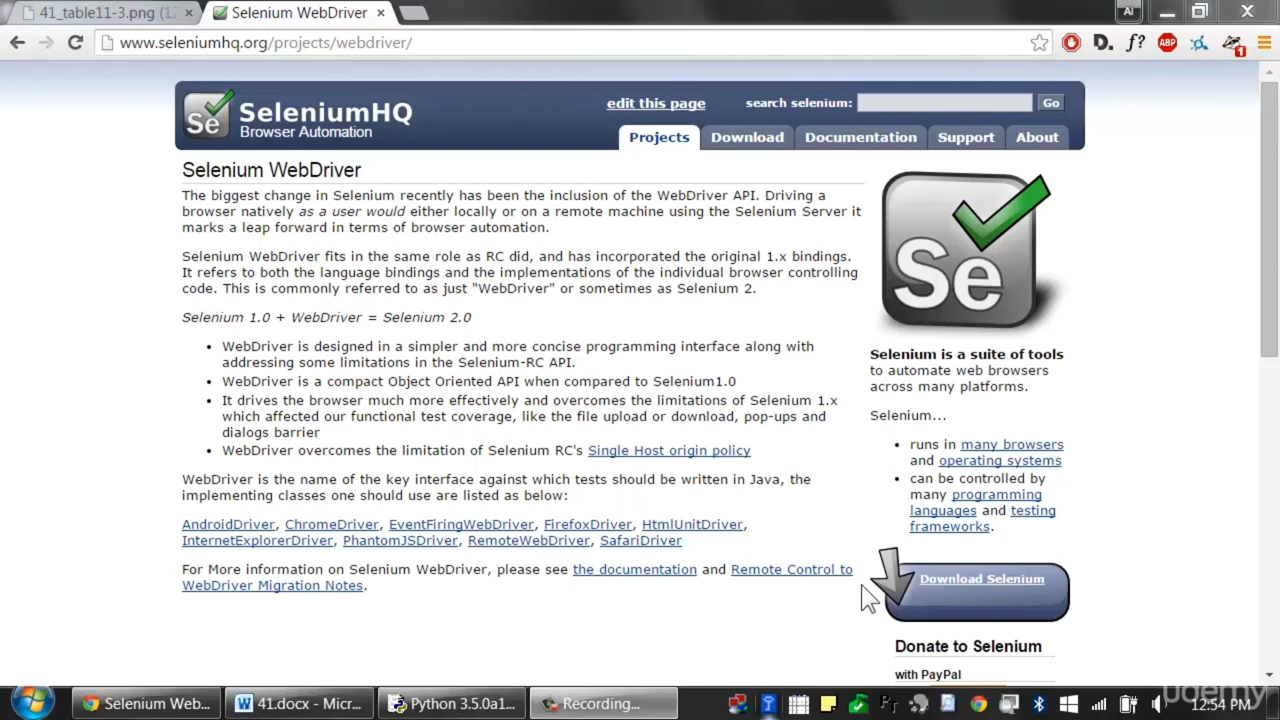 41_table11-3.png (12
Selenium WebDriver
Ai
www.seleniumhq.org/projects/webdriver/
D.
f?
ABP
1
Se
SeleniumHQ
Browser Automation
edit this page
search selenium:
Go
Projects
Download
Documentation
Support
About
Selenium WebDriver
The biggest change in Selenium recently has been the inclusion of the WebDriver API. Driving a
browser natively as a user would either locally or on a remote machine using the Selenium Server it
marks a leap forward in terms of browser automation.
Selenium WebDriver fits in the same role as RC did, and has incorporated the original 1.x bindings.
It refers to both the language bindings and the implementations of the individual browser controlling
code. This is commonly referred to as just "WebDriver" or sometimes as Selenium 2.
Selenium 1.0 + WebDriver = Selenium 2.0
• WebDriver is designed in a simpler and more concise programming interface along with
addressing some limitations in the Selenium-RC API.
• WebDriver is a compact Object Oriented API when compared to Selenium1.0
• It drives the browser much more effectively and overcomes the limitations of Selenium 1.x
which affected our functional test coverage, like the file upload or download, pop-ups and
dialogs barrier
• WebDriver overcomes the limitation of Selenium RC's Single Host origin policy
WebDriver is the name of the key interface against which tests should be written in Java, the
implementing classes one should use are listed as below:
AndroidDriver, ChromeDriver, EventFiringWebDriver, FirefoxDriver, HtmlUnitDriver,
InternetExplorerDriver, PhantomJSDriver, RemoteWebDriver, SafariDriver
For More information on Selenium WebDriver, please see the documentation and Remote Control to
WebDriver Migration Notes.
Se
Selenium is a suite of tools
to automate web browsers
across many platforms.
Selenium...
• runs in many browsers
and operating systems
• can be controlled by
many programming
languages and testing
frameworks.
Download Selenium
Donate to Selenium
with PayPal
Selenium Web...
41.docx - Micr...
Python 3.5.0a1...
Recording...
Pr
12:54 PM
udemy